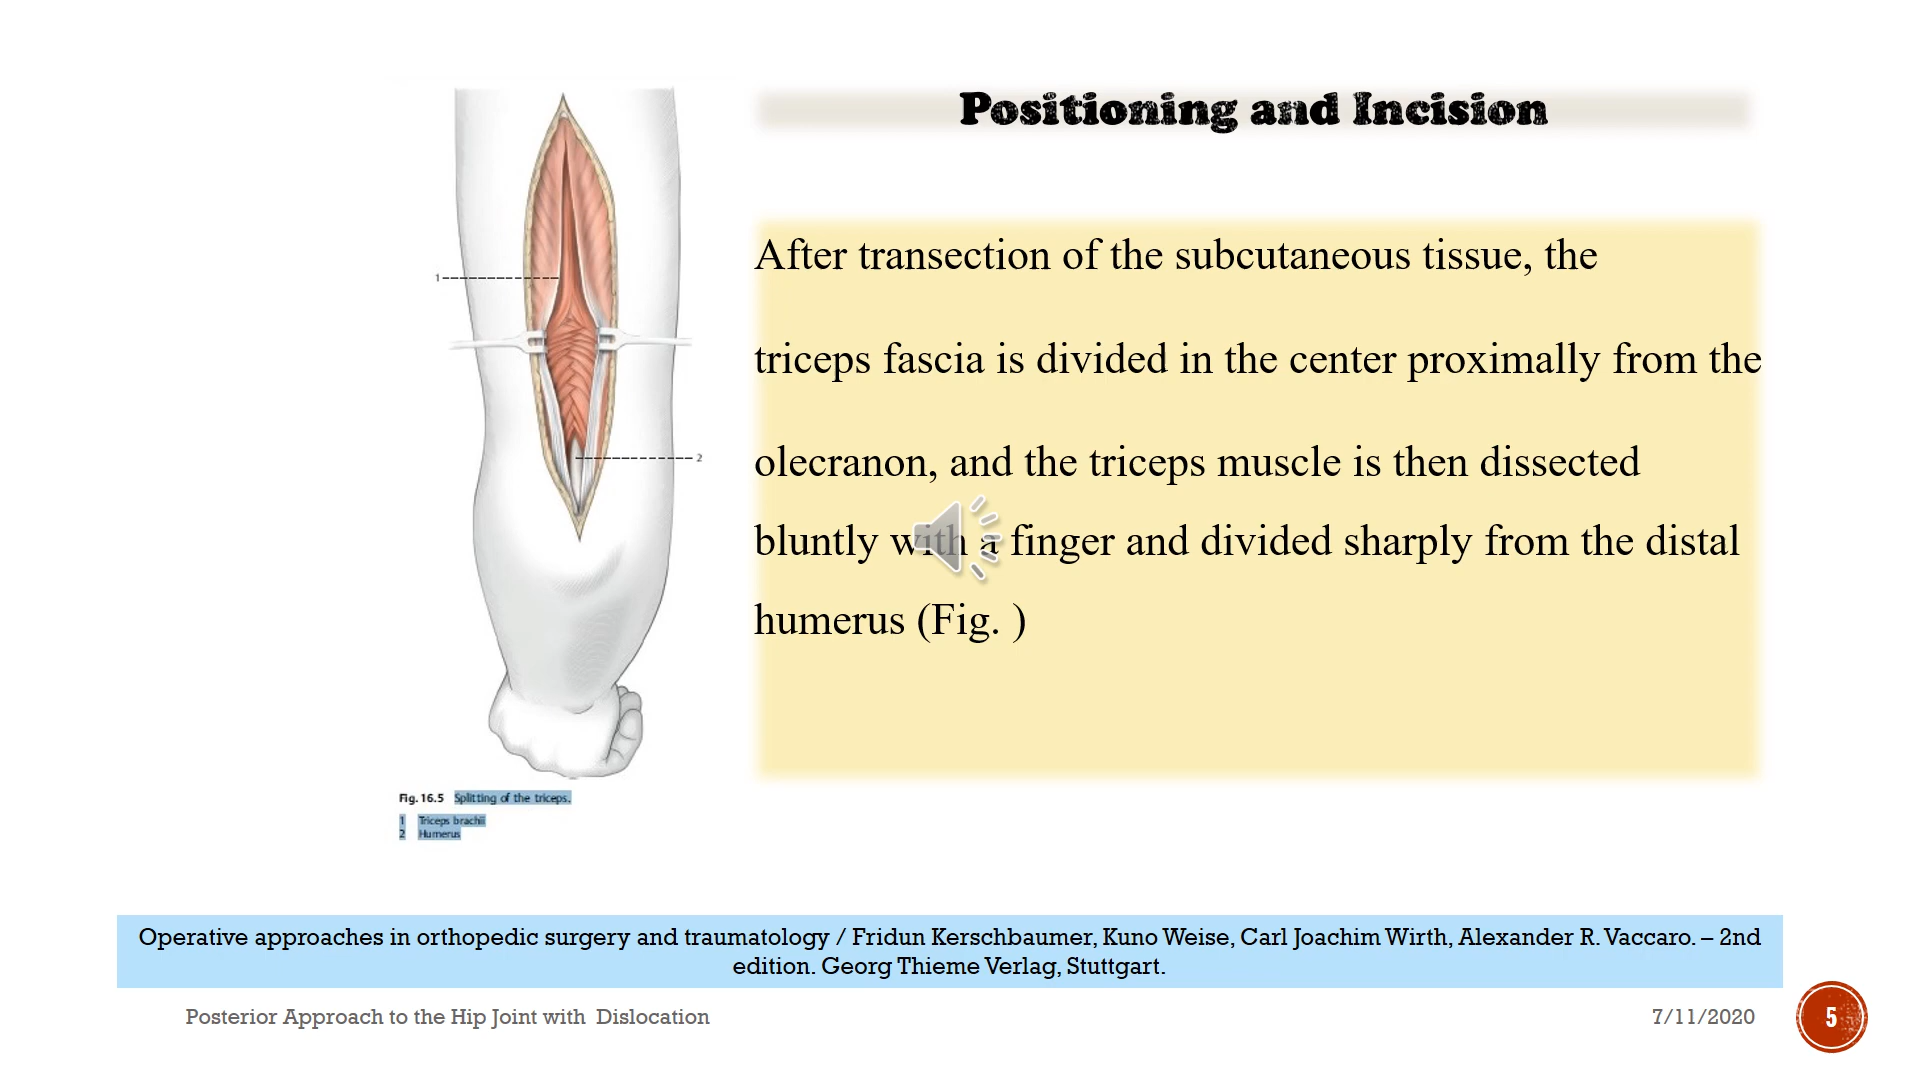 Positioning and Incision
After transection of the subcutaneous tissue, the
triceps fascia is divided in the center proximally from the
olecranon, and the triceps muscle is then dissected
bluntly with a finger and divided sharply from the distal
humerus (Fig. )
1
2
Fig. 16.5 Splitting of the triceps.
1 Triceps brachii
2 Humerus
Operative approaches in orthopedic surgery and traumatology / Fridun Kerschbaumer, Kuno Weise, Carl Joachim Wirth, Alexander R. Vaccaro. – 2nd
edition. Georg Thieme Verlag, Stuttgart.
Posterior Approach to the Hip Joint with Dislocation
7/11/2020
5